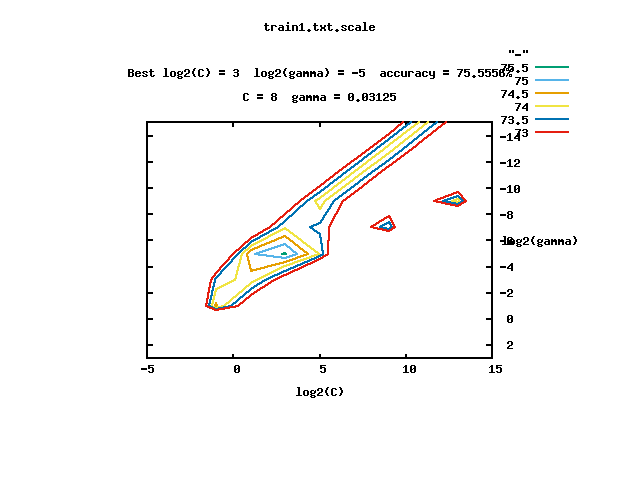 train1.txt.scale
"-"
Best log2(C) = 3  log2(gamma) = -5  accuracy = 75.5556%
75.5
75
74.5
C = 8  gamma = 0.03125
74
73.5
73
-14
-12
-10
-8
-6
log2(gamma)
-4
-2
0
2
-5 0 5 10 15
log2(C)